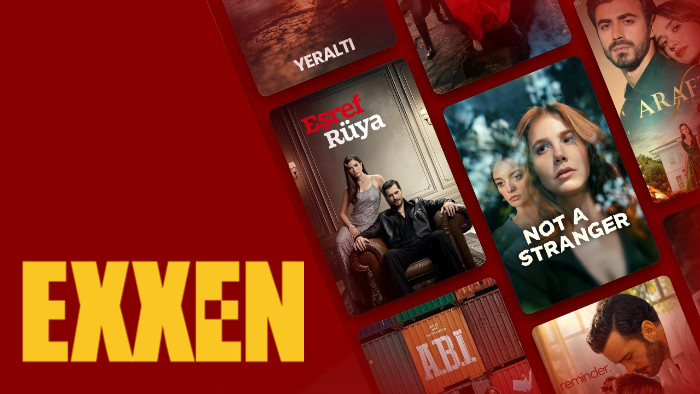 YERALTI
Eşref
Rüya
ARAF
NOT A
STRANGER
EXXEN
A.B.İ.
reminder.